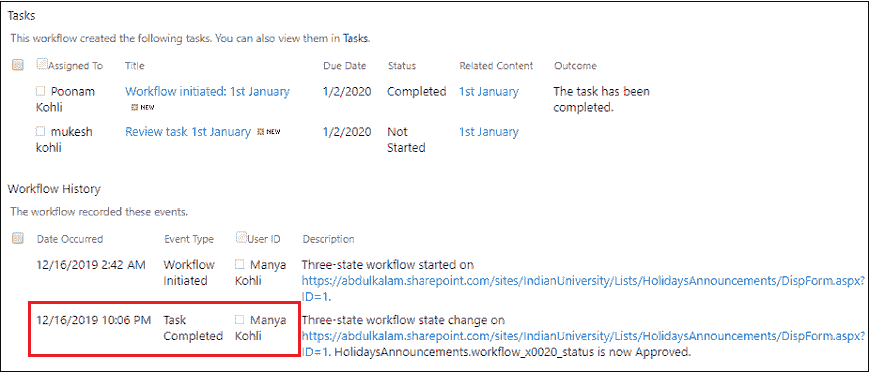 Tasks
This workflow created the following tasks. You can also view them in Tasks.
Assigned To Title Due Date Status Related Content Outcome
Poonam Workflow initiated: 1st January 1/2/2020 Completed 1st January The task has been
Kohli NEW completed.
mukesh Review task 1st January NEW 1/2/2020 Not 1st January
kohli Started
Workflow History
The workflow recorded these events.
Date Occurred Event Type User ID Description
12/16/2019 2:42 AM Workflow Manya Three-state workflow started on
Initiated Kohli https://abdulkalam.sharepoint.com/sites/IndianUniversity/Lists/HolidaysAnnouncements/DispForm.aspx?
ID=1.
12/16/2019 10:06 PM Task Manya Three-state workflow state change on
Completed Kohli https://abdulkalam.sharepoint.com/sites/IndianUniversity/Lists/HolidaysAnnouncements/DispForm.aspx?
ID=1. HolidaysAnnouncements.workflow_x0020_status is now Approved.